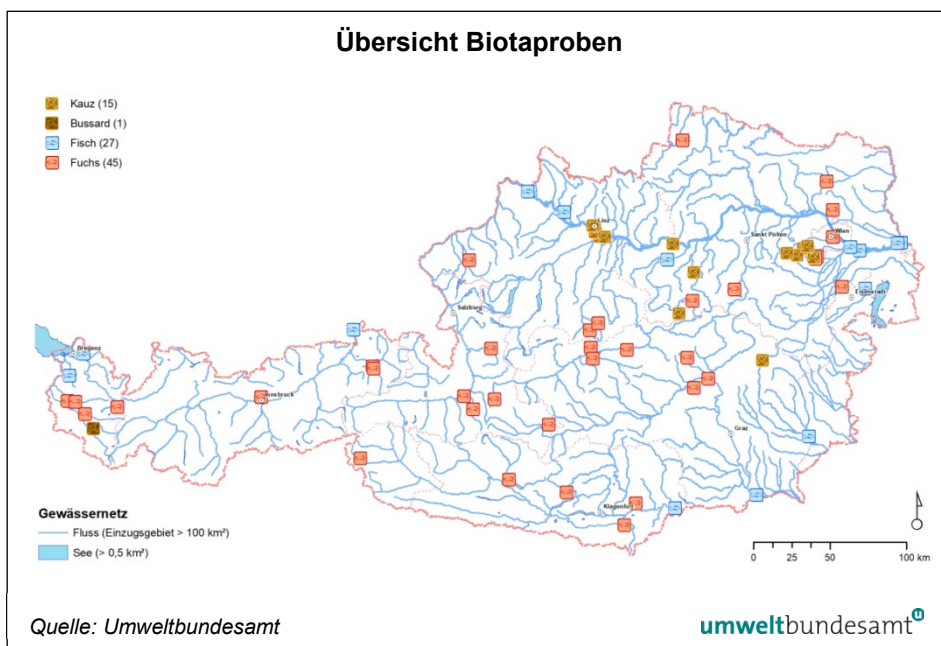 Übersicht Biotaproben
Kauz (15)
Bussard (1)
Fisch (27)
Fuchs (45)
Linz
Sankt Pölten
Wien
Eisenstadt
Salzburg
Bregenz
Innsbruck
Graz
Klagenfurt
Gewässernetz
Fluss (Einzugsgebiet > 100 km²)
See (> 0,5 km²)
0 25 50 100 km
Quelle: Umweltbundesamt
umweltbundesamt